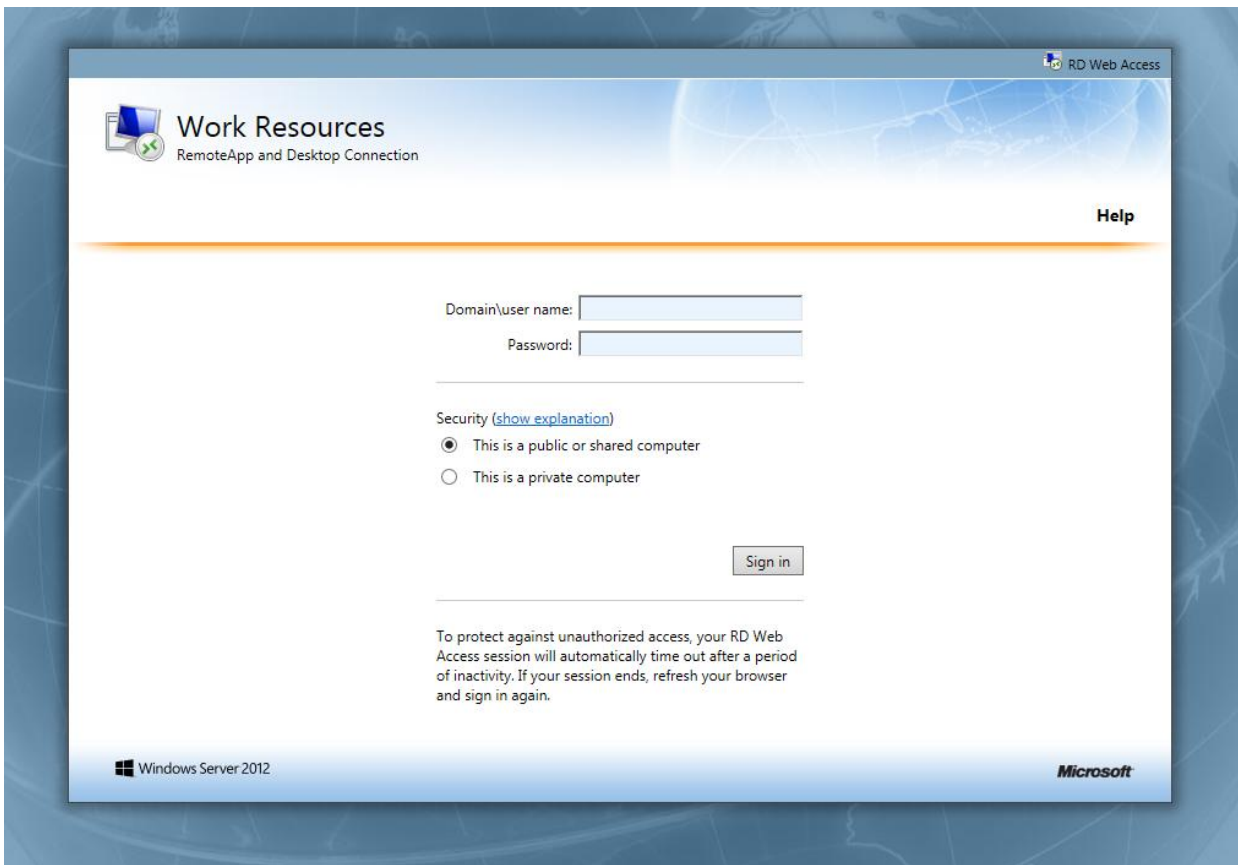 RD Web Access
Work Resources
RemoteApp and Desktop Connection
Help
Domain\user name:
Password:
Security (show explanation)
This is a public or shared computer
This is a private computer
Sign in
To protect against unauthorized access, your RD Web
Access session will automatically time out after a period
of inactivity. If your session ends, refresh your browser
and sign in again.
Windows Server 2012
Microsoft